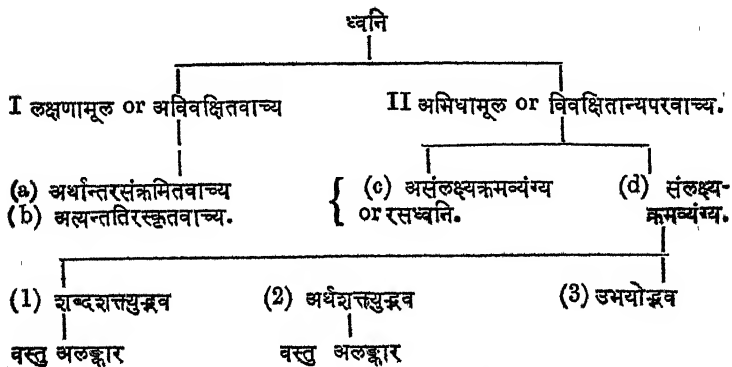 ध्वनि
I लक्षणामूल or अविवक्षितवाच्य II अभिधामूल or विवक्षितान्यपरवाच्य.
(a) अर्थान्तरसंक्रमितवाच्य { (c) असंलक्ष्यक्रमव्यंग्य (d) संलक्ष्य-
(b) अत्यन्ततिरस्कृतवाच्य. or रसध्वनि. क्रमव्यंग्य.
(1) शब्दशक्त्युद्भव (2) अर्थशक्त्युद्भव (3) उभयोद्भव
वस्तु अलङ्कार वस्तु अलङ्कार